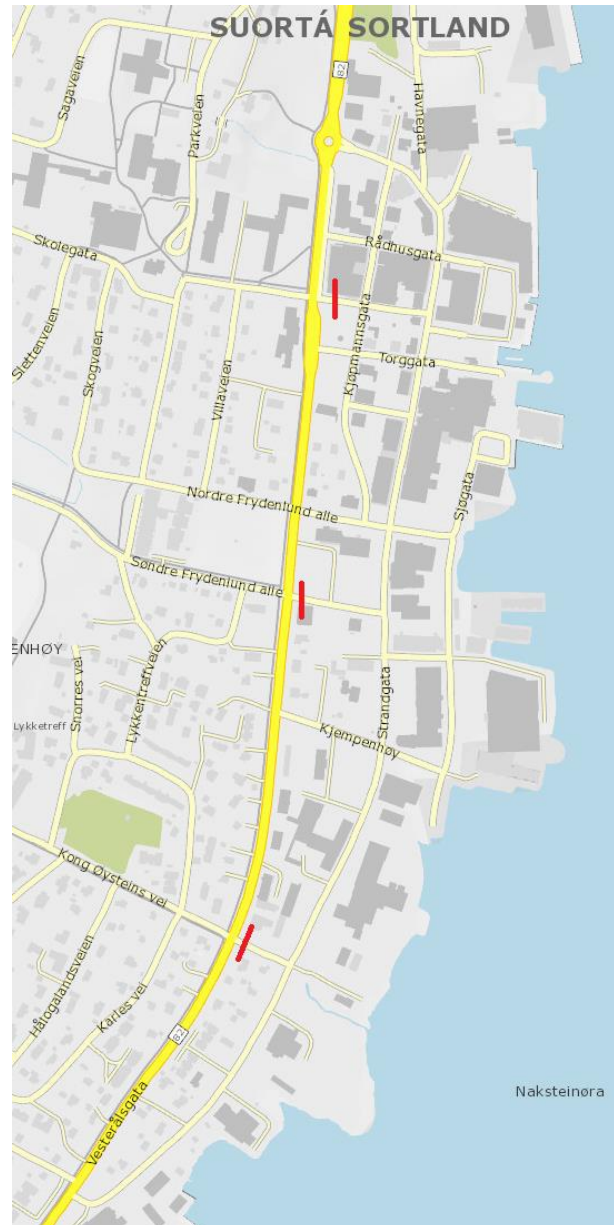 SUORTÁ SORTLAND
82
Sagaveien
Parkveien
Havnegata
Rådhusgata
Skolegata
Kjøpmannsgata
Slettenveien
Skogveien
Villaveien
Torggata
Nordre Frydenlund alle
Sjøgata
Søndre Frydenlund alle
ENHØY
Snorres vei
Lykkentreffveien
Lykketreff
Strandgata
Kjempenhøy
Kong Øysteins vei
Hålogalandsveien
Karles vei
82
Vesterålsgata
Naksteinøra